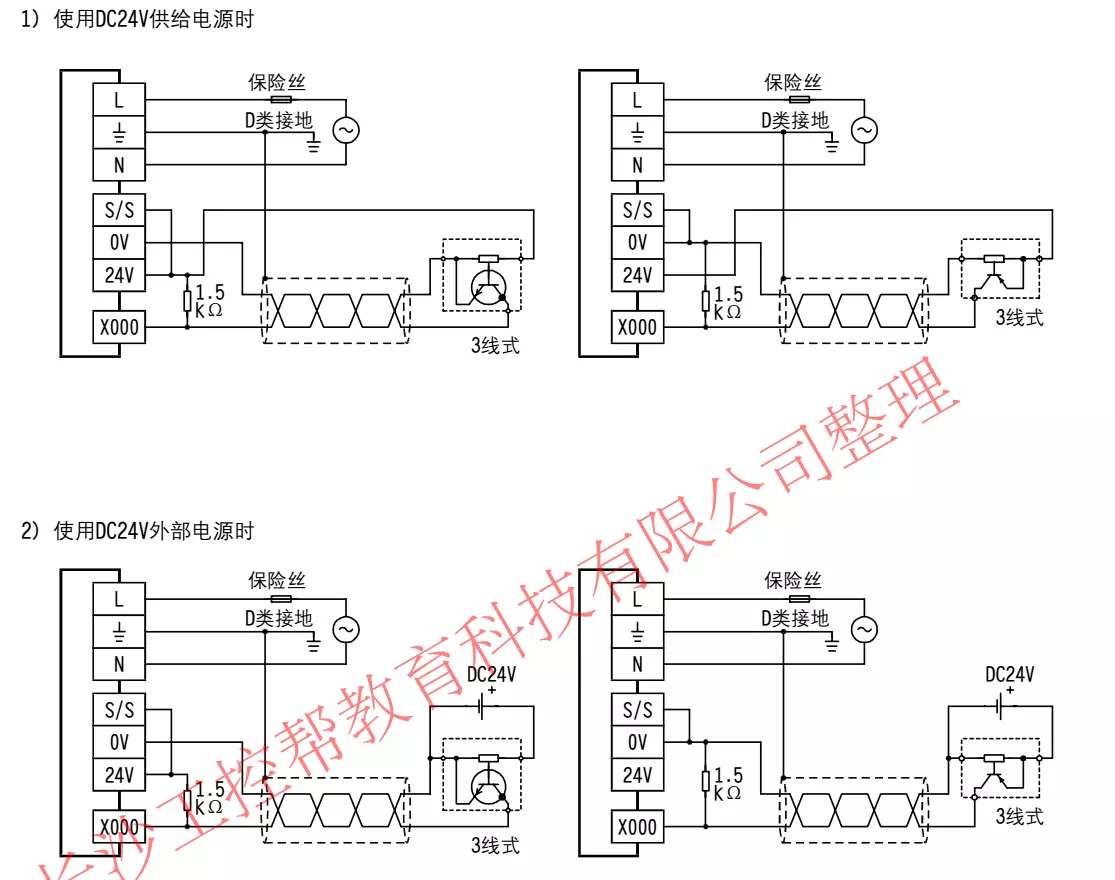 1) 使用DC24V供给电源时
保险丝
L
D类接地
N
S/S
0V
24V
1.5
kΩ
X000
3线式
保险丝
L
D类接地
N
S/S
0V
24V
1.5
kΩ
X000
3线式
2) 使用DC24V外部电源时
保险丝
L
D类接地
N
DC24V
+
S/S
0V
24V
1.5
kΩ
X000
3线式
保险丝
L
D类接地
N
DC24V
+
S/S
0V
24V
1.5
kΩ
X000
3线式
长沙工控帮教育科技有限公司整理